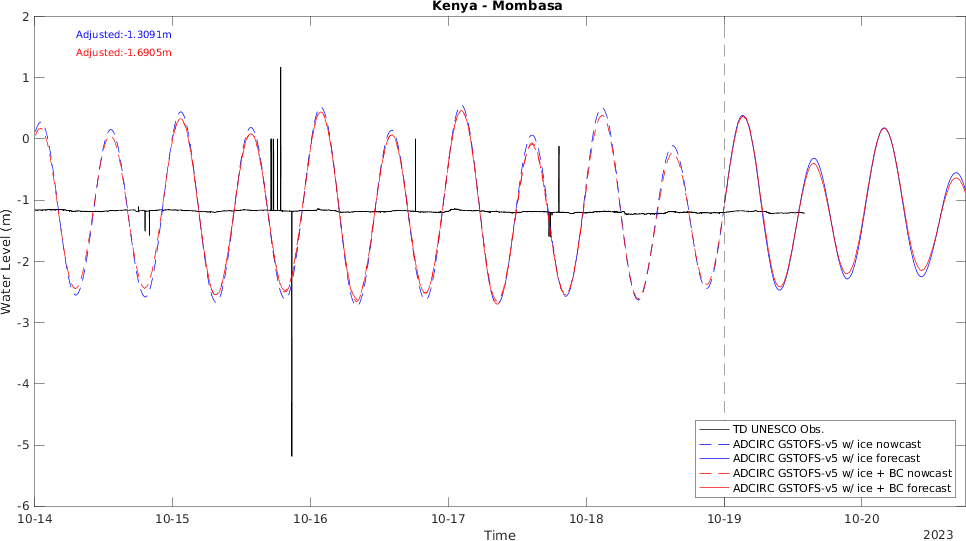 Kenya - Mombasa
Adjusted:-1.3091m
Adjusted:-1.6905m
2
1
0
-1
-2
-3
-4
-5
-6
Water Level (m)
TD UNESCO Obs.
ADCIRC GSTOFS-v5 w/ ice nowcast
ADCIRC GSTOFS-v5 w/ ice forecast
ADCIRC GSTOFS-v5 w/ ice + BC nowcast
ADCIRC GSTOFS-v5 w/ ice + BC forecast
10-14 10-15 10-16 10-17 10-18 10-19 10-20
Time
2023